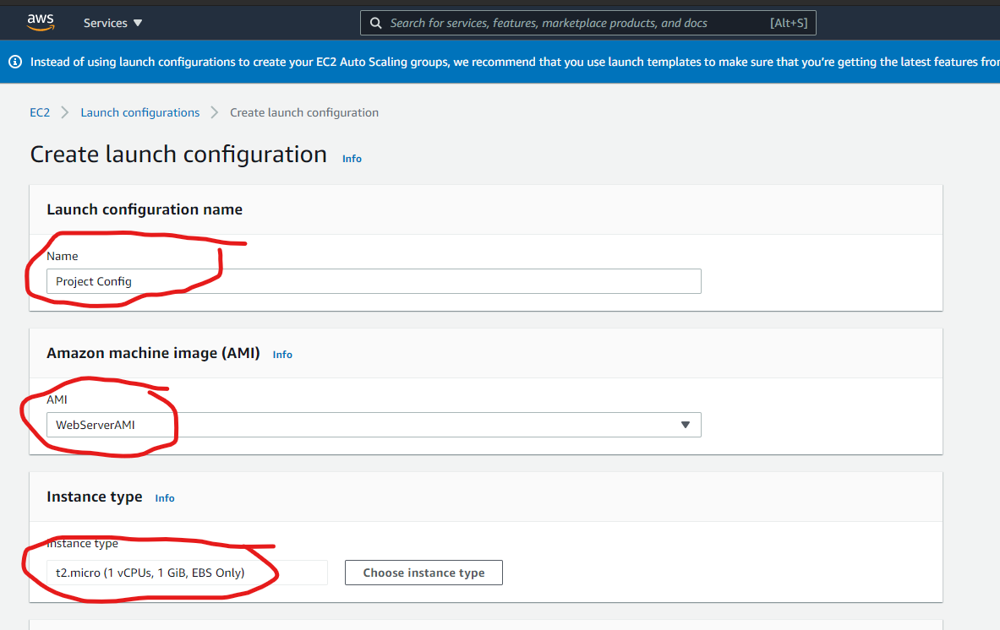 aws
Services
Search for services, features, marketplace products, and docs [Alt+S]
Instead of using launch configurations to create your EC2 Auto Scaling groups, we recommend that you use launch templates to make sure that you're getting the latest features
EC2 Launch configurations Create launch configuration
Create launch configuration Info
Launch configuration name
Name
Project Config
Amazon machine image (AMI) Info
AMI
WebServerAMI
Instance type Info
Instance type
t2.micro (1 vCPUs, 1 GiB, EBS Only) Choose instance type